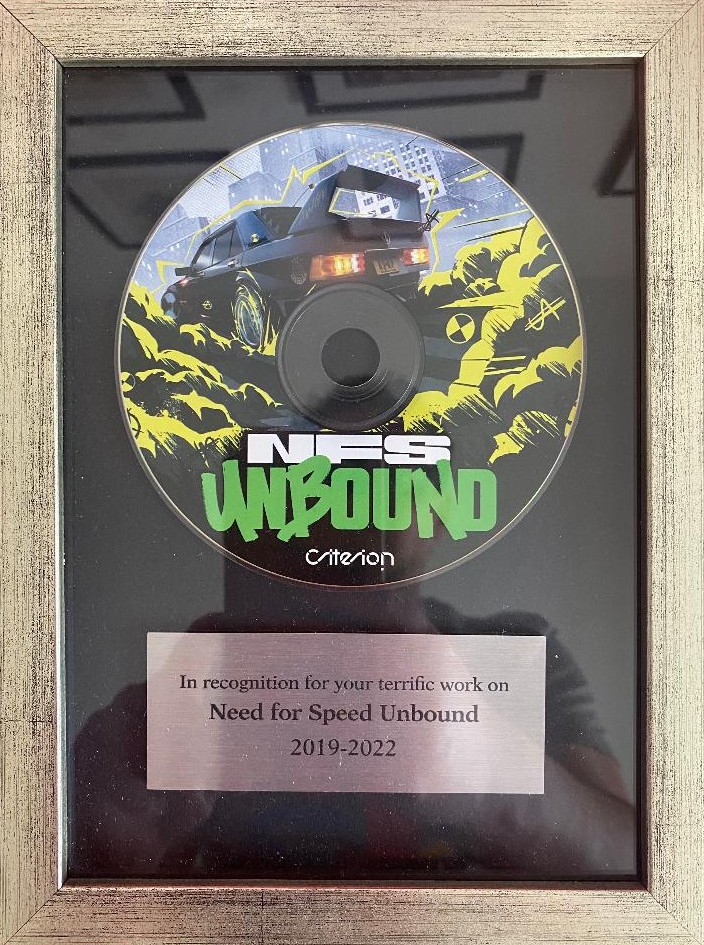 NFS
UNBOUND
Criterion
In recognition for your terrific work on
Need for Speed Unbound
2019-2022